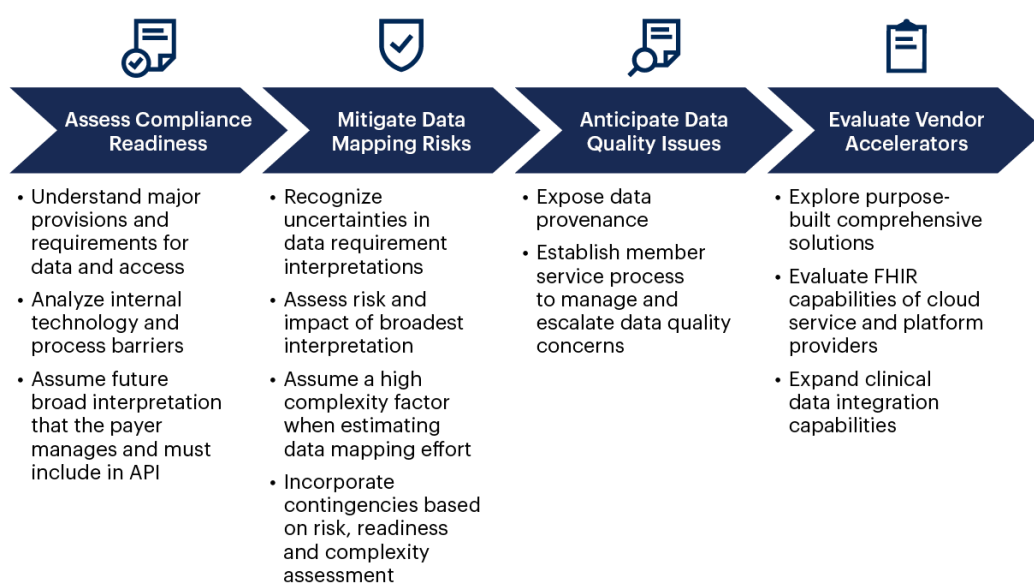 Assess Compliance
Readiness
• Understand major
provisions and
requirements for
data and access
• Analyze internal
technology and
process barriers
• Assume future
broad interpretation
that the payer
manages and must
include in API
Mitigate Data
Mapping Risks
• Recognize
uncertainties in
data requirement
interpretations
• Assess risk and
impact of broadest
interpretation
• Assume a high
complexity factor
when estimating
data mapping effort
• Incorporate
contingencies based
on risk, readiness
and complexity
assessment
Anticipate Data
Quality Issues
• Expose data
provenance
• Establish member
service process
to manage and
escalate data quality
concerns
Evaluate Vendor
Accelerators
• Explore purpose-
built comprehensive
solutions
• Evaluate FHIR
capabilities of cloud
service and platform
providers
• Expand clinical
data integration
capabilities